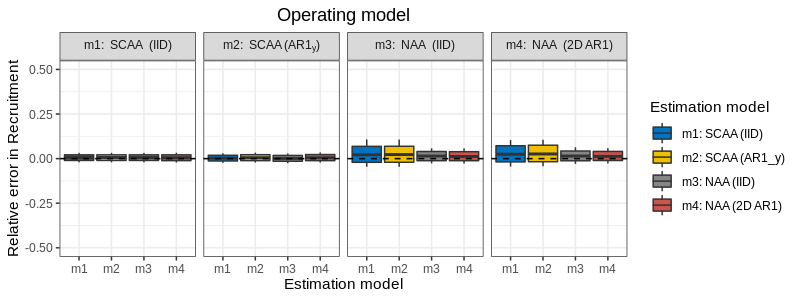 Operating model
m1: SCAA (IID)
m2: SCAA (AR1y)
m3: NAA (IID)
m4: NAA (2D AR1)
Relative error in Recruitment
0.50
0.25
0.00
-0.25
-0.50
m1 m2 m3 m4
m1 m2 m3 m4
m1 m2 m3 m4
m1 m2 m3 m4
Estimation model
Estimation model
m1: SCAA (IID)
m2: SCAA (AR1_y)
m3: NAA (IID)
m4: NAA (2D AR1)